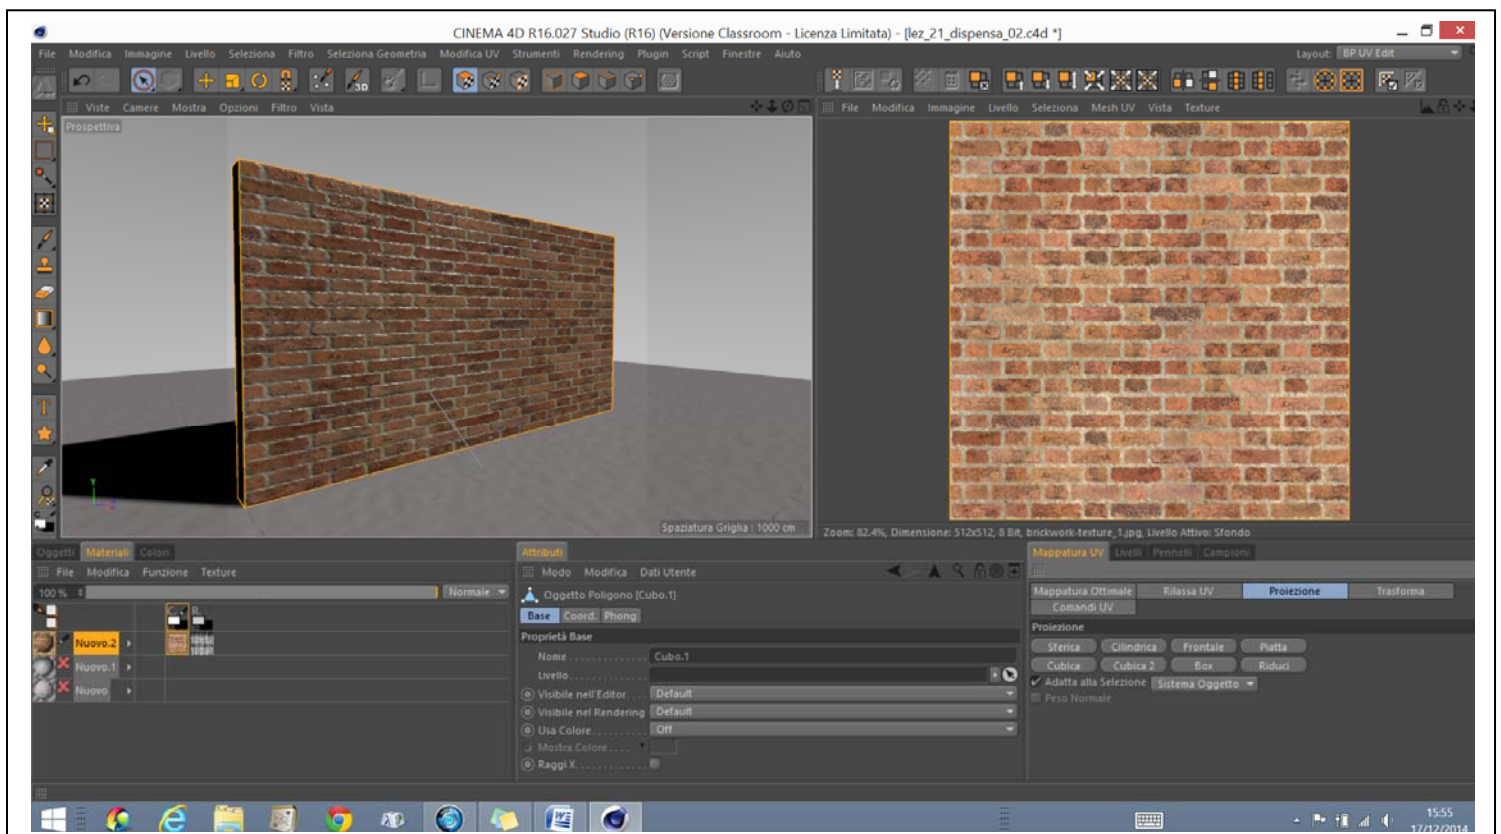 CINEMA 4D R16.027 Studio (R16) (Versione Classroom - Licenza Limitata) - [lez_21_dispensa_02.c4d *]
File Modifica Immagine Livello Seleziona Filtro Seleziona Geometria Modifica UV Strumenti Rendering Plugin Script Finestre Aiuto Layout: BP UV Edit
Viste Camere Mostra Opzioni Filtro Vista
File Modifica Immagine Livello Seleziona Mesh UV Vista Texture
Prospettiva
Y
Spaziatura Griglia : 1000 cm
Zoom: 82.4%, Dimensione: 512x512, 8 Bit, brickwork-texture_1.jpg, Livello Attivo: Sfondo
Oggetti Materiali Colori
File Modifica Funzione Texture
100 % Normale
C R
Nuovo.2
Nuovo.1
Nuovo
Attributi
Modo Modifica Dati Utente
Oggetto Poligono [Cubo.1]
Base Coord. Phong
Proprietà Base
Nome Cubo.1
Livello
Visibile nell'Editor Default
Visibile nel Rendering Default
Usa Colore Off
Mostra Colore
Raggi X
Mappatura UV Livelli Pennelli Campioni
Mappatura Ottimale Rilassa UV Proiezione Trasforma
Comandi UV
Proiezione
Sferica Cilindrica Frontale Piatta
Cubica Cubica 2 Box Riduci
Adatta alla Selezione Sistema Oggetto
Peso Normale
15:55
17/12/2014